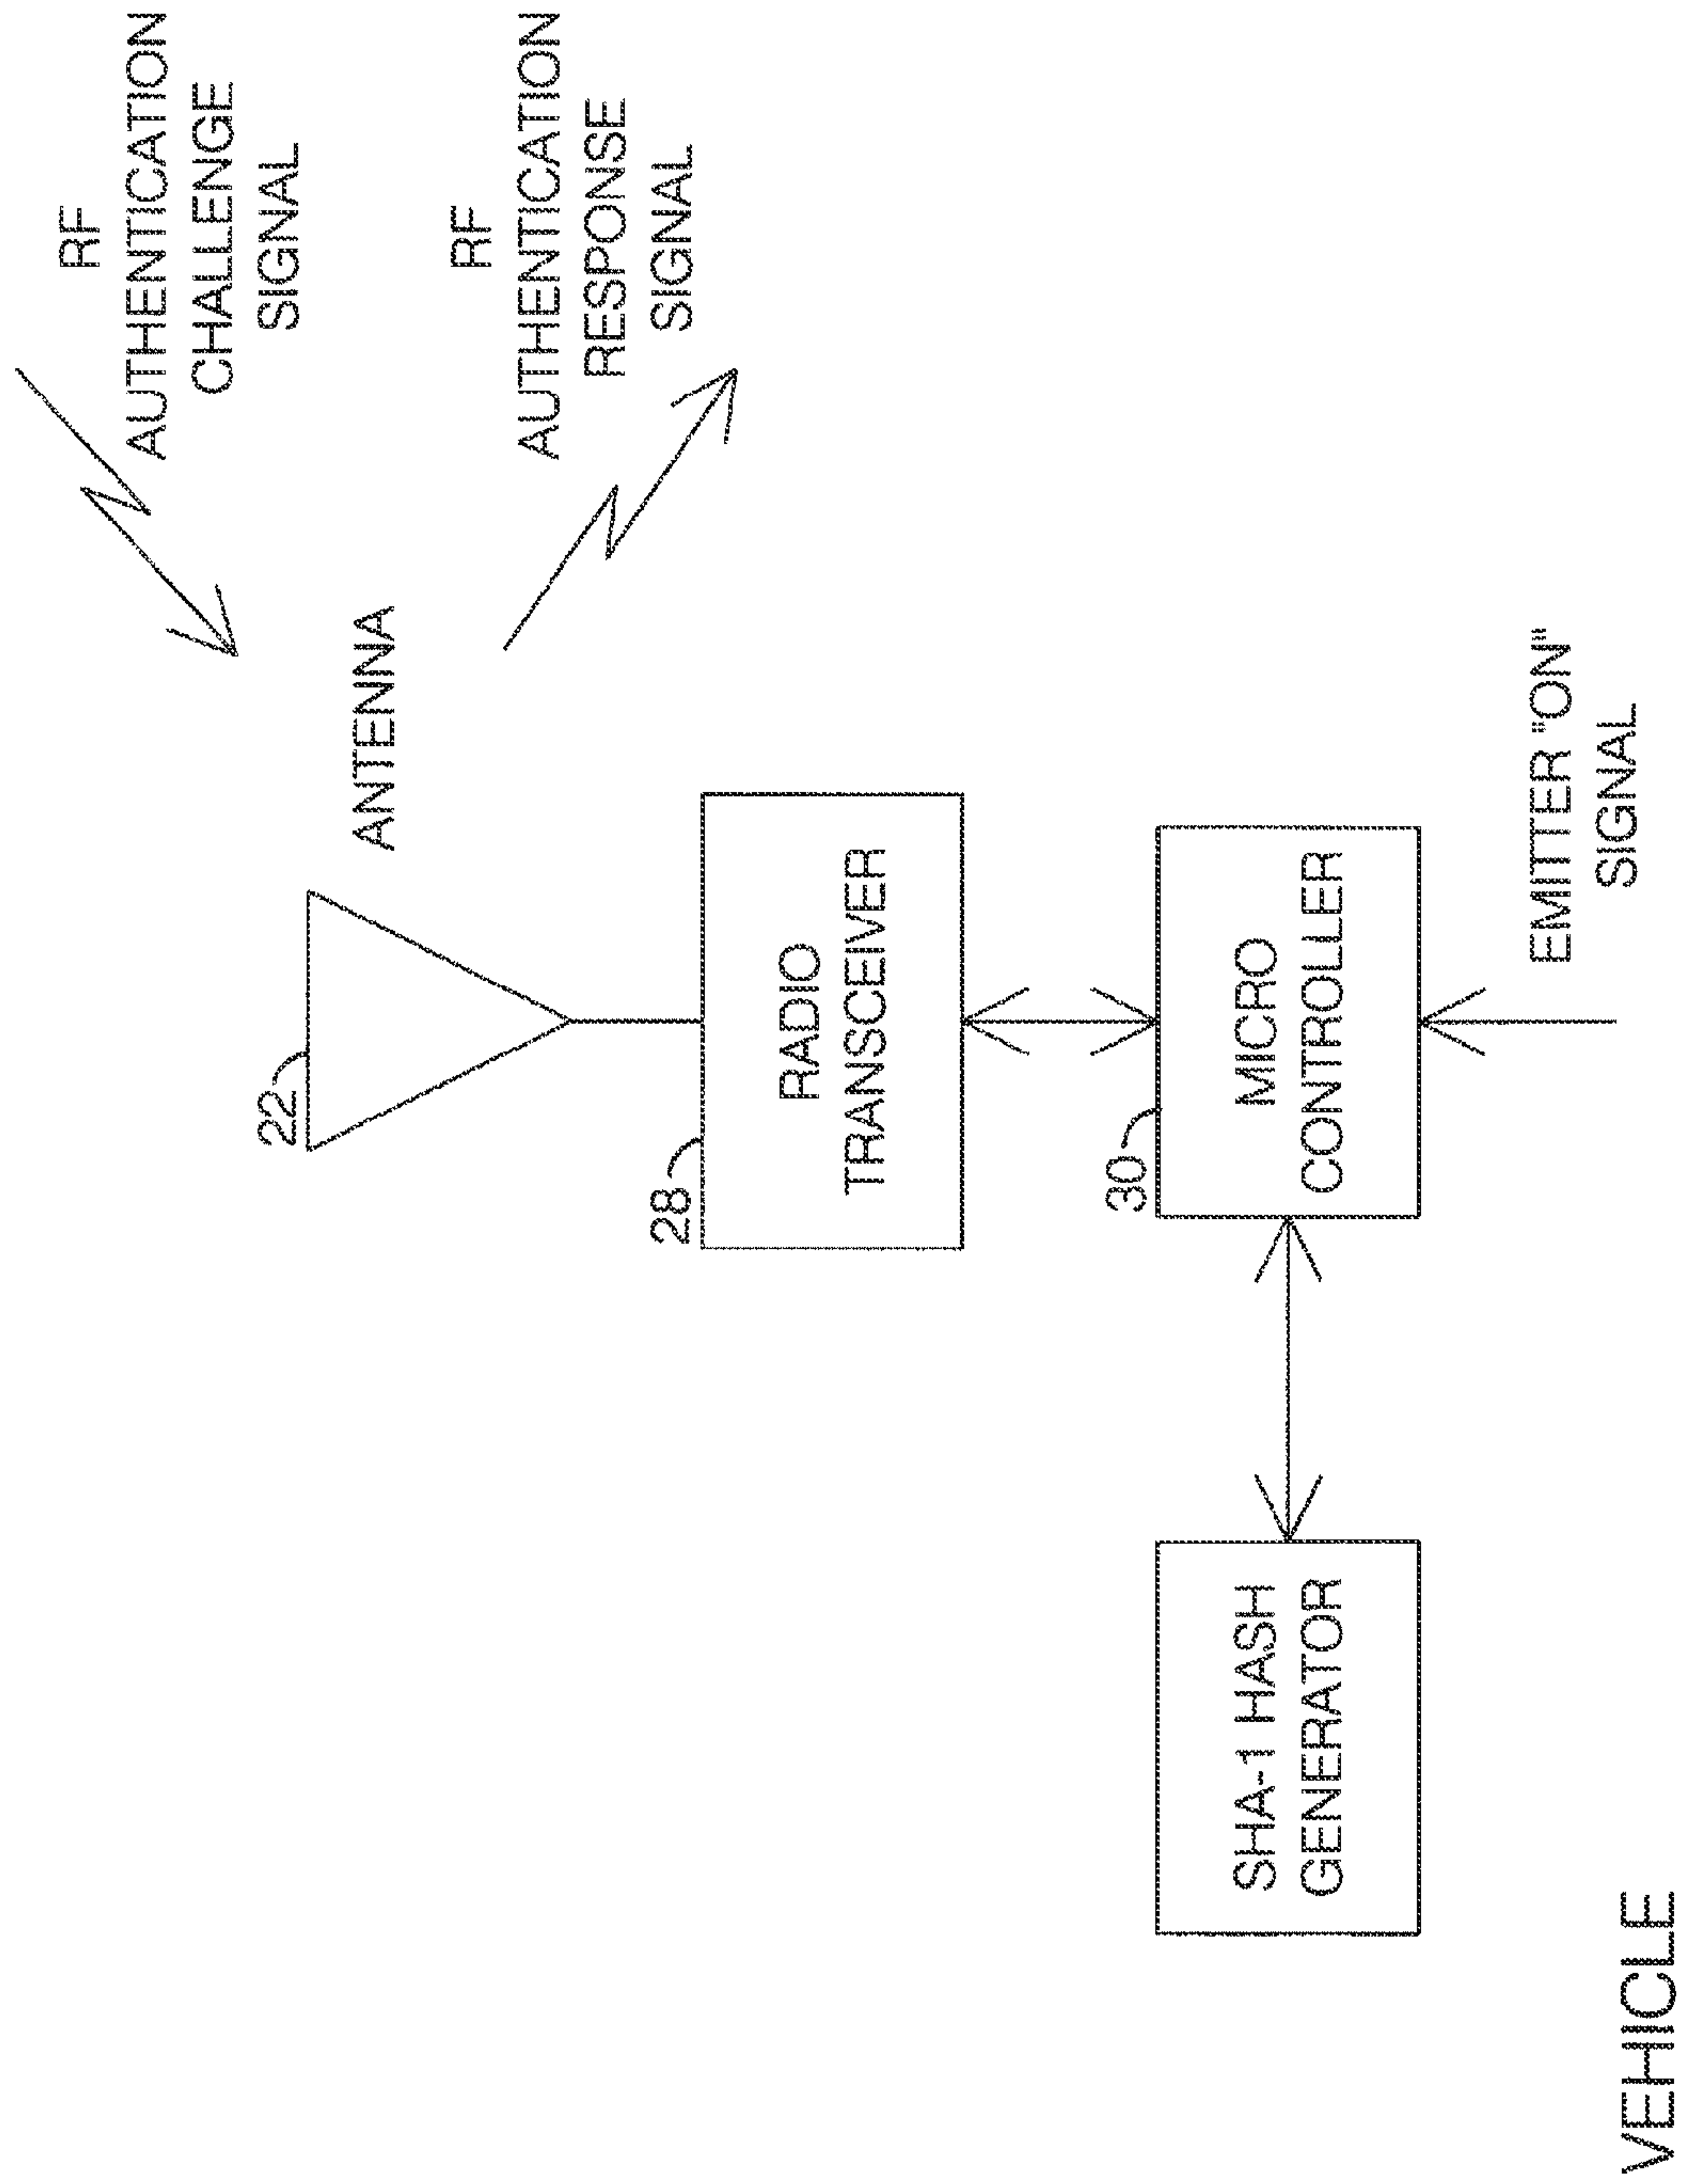 RF
AUTHENTICATION
CHALLENGE
SIGNAL
RF
AUTHENTICATION
RESPONSE
SIGNAL
ANTENNA
22
28
RADIO
TRANSCEIVER
30
MICRO
CONTROLLER
SHA-1 HASH
GENERATOR
EMITTER "ON"
SIGNAL
VEHICLE